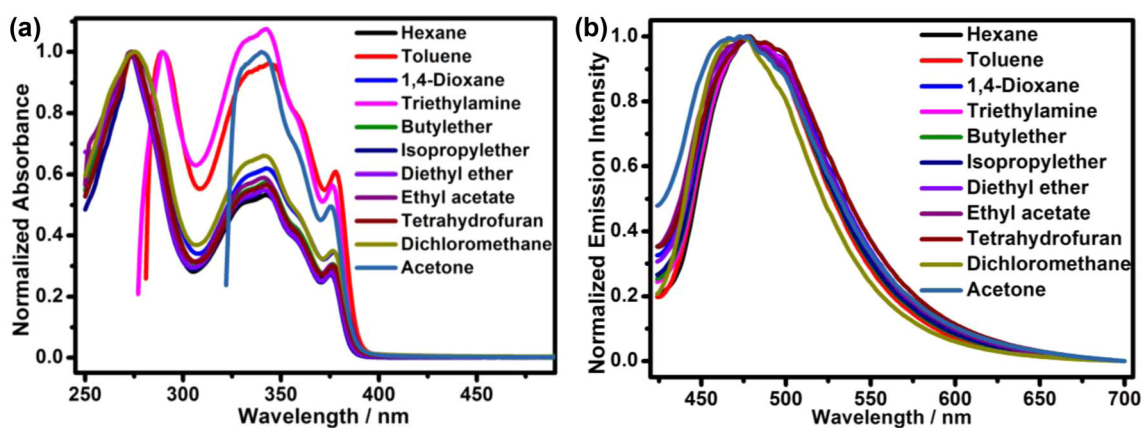 (a)
Normalized Absorbance
1.0
0.8
0.6
0.4
0.2
0.0
Hexane
Toluene
1,4-Dioxane
Triethylamine
Butylether
Isopropylether
Diethyl ether
Ethyl acetate
Tetrahydrofuran
Dichloromethane
Acetone
250 300 350 400 450
Wavelength / nm
(b)
Normalized Emission Intensity
1.0
0.8
0.6
0.4
0.2
0.0
Hexane
Toluene
1,4-Dioxane
Triethylamine
Butylether
Isopropylether
Diethyl ether
Ethyl acetate
Tetrahydrofuran
Dichloromethane
Acetone
450 500 550 600 650 700
Wavelength / nm